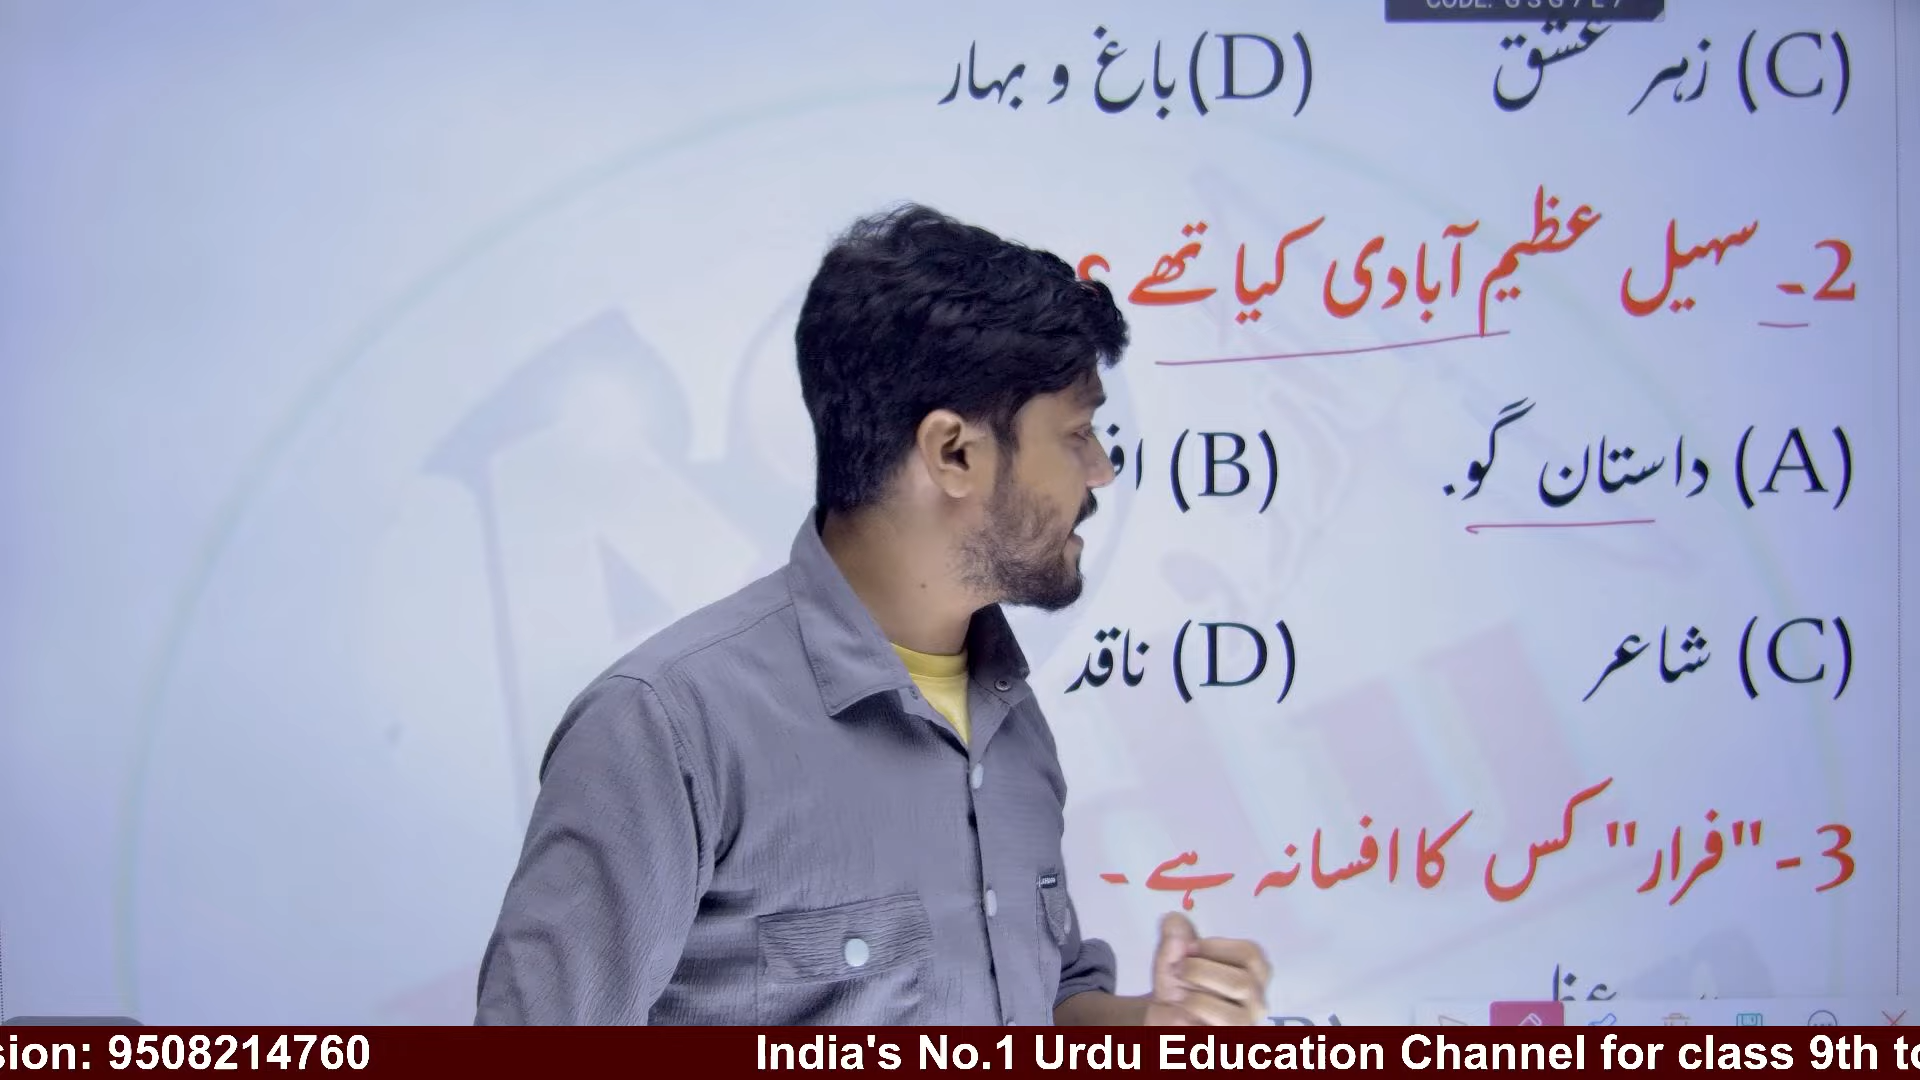 (C) زہر عشق (D) باغ و بہار
2۔ سہیل عظیم آبادی کیا تھے ؟
(A) داستان گو. (B)
(C) شاعر (D) ناقد
3 - "فرار" کس کا افسانہ ہے -
sion: 9508214760 India's No.1 Urdu Education Channel for class 9th to